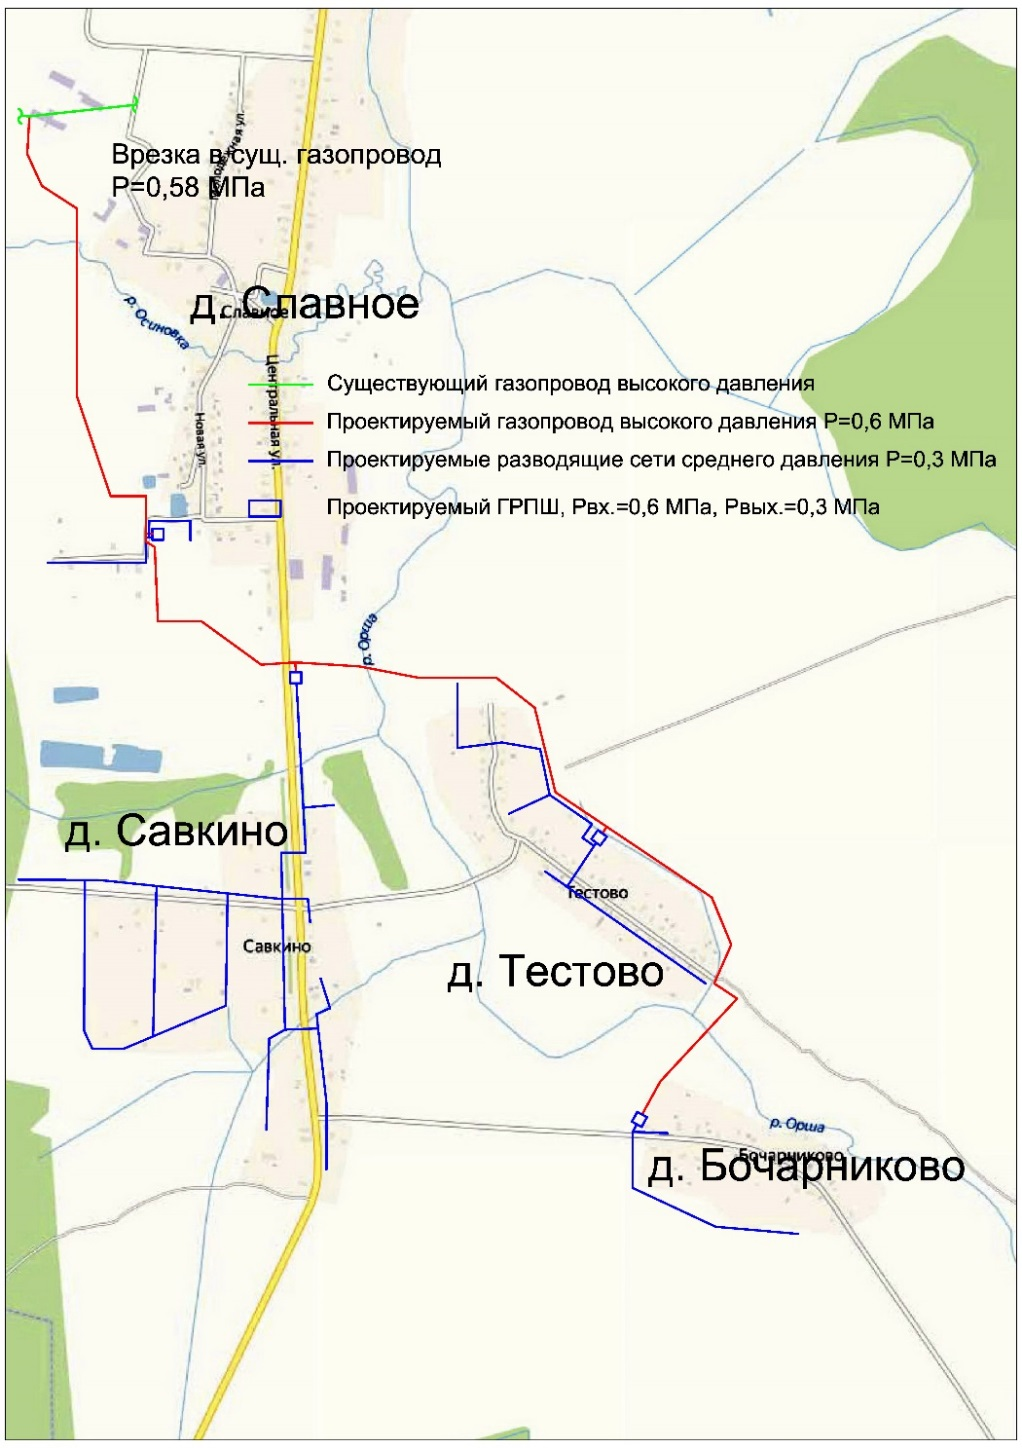 Молодежная ул.
Врезка в сущ. газопровод
Р=0,58 МПа
р. Осиновка
д. Славное
Славное
Центральная ул.
Новая ул.
Существующий газопровод высокого давления
Проектируемый газопровод высокого давления Р=0,6 МПа
Проектируемые разводящие сети среднего давления Р=0,3 МПа
Проектируемый ГРПШ, Рвх.=0,6 МПа, Рвых.=0,3 МПа
р. Орша
д. Савкино
Савкино
Тестово
д. Тестово
р. Орша
Бочарниково
д. Бочарниково